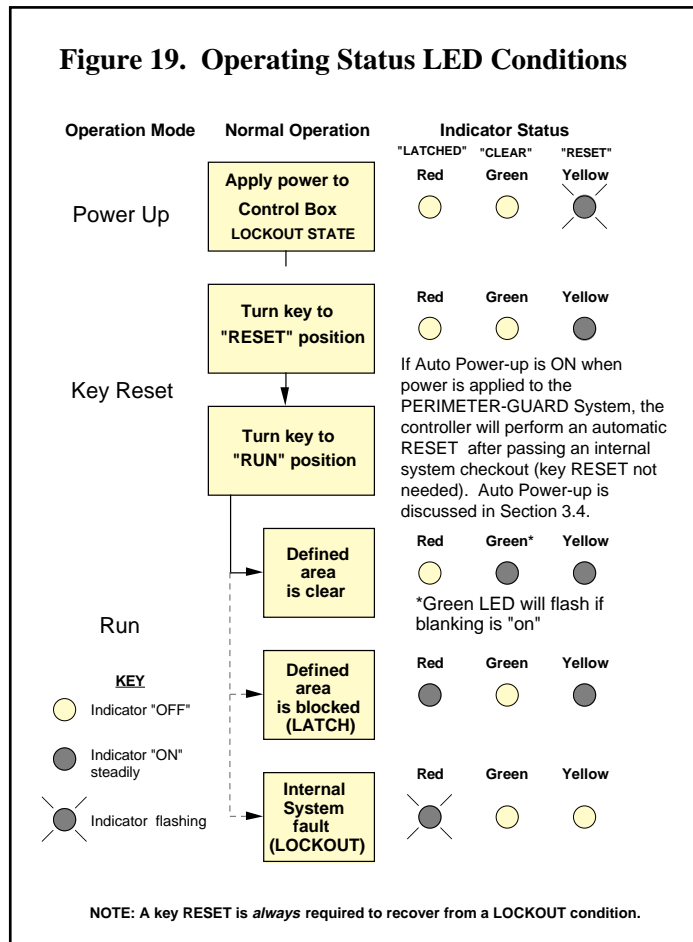 Figure 19. Operating Status LED Conditions
Operation Mode
Normal Operation
Indicator Status
"LATCHED"
"CLEAR"
"RESET"
Power Up
Apply power to
Control Box
LOCKOUT STATE
Red
Green
Yellow
Turn key to
"RESET" position
Red
Green
Yellow
Key Reset
Turn key to
"RUN" position
If Auto Power-up is ON when
power is applied to the
PERIMETER-GUARD System, the
controller will perform an automatic
RESET after passing an internal
system checkout (key RESET not
needed). Auto Power-up is
discussed in Section 3.4.
Defined
area
is clear
Red
Green*
Yellow
*Green LED will flash if
blanking is "on"
Run
Defined
area
is blocked
(LATCH)
Red
Green
Yellow
KEY
Indicator "OFF"
Indicator "ON"
steadily
Indicator flashing
Internal
System
fault
(LOCKOUT)
Red
Green
Yellow
NOTE: A key RESET is always required to recover from a LOCKOUT condition.